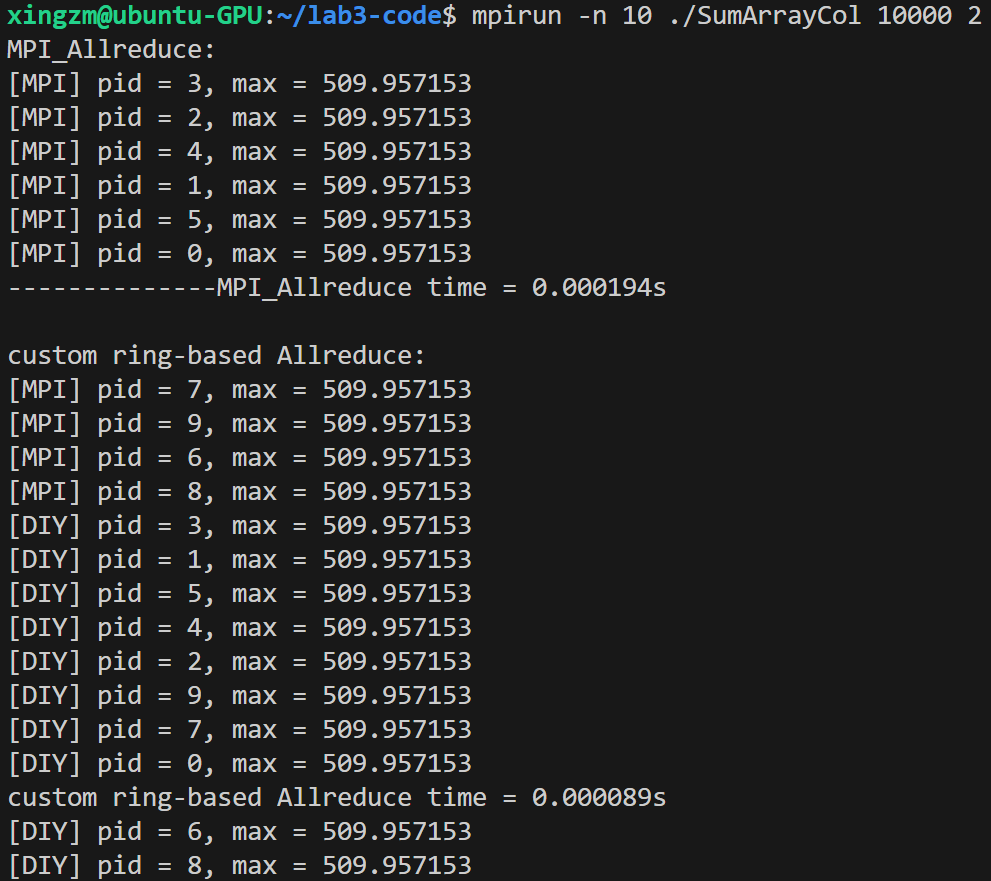 xingzm@ubuntu-GPU:~/lab3-code$ mpirun -n 10 ./SumArrayCol 10000 2
MPI_Allreduce:
[MPI] pid = 3, max = 509.957153
[MPI] pid = 2, max = 509.957153
[MPI] pid = 4, max = 509.957153
[MPI] pid = 1, max = 509.957153
[MPI] pid = 5, max = 509.957153
[MPI] pid = 0, max = 509.957153
--------------MPI_Allreduce time = 0.000194s

custom ring-based Allreduce:
[MPI] pid = 7, max = 509.957153
[MPI] pid = 9, max = 509.957153
[MPI] pid = 6, max = 509.957153
[MPI] pid = 8, max = 509.957153
[DIY] pid = 3, max = 509.957153
[DIY] pid = 1, max = 509.957153
[DIY] pid = 5, max = 509.957153
[DIY] pid = 4, max = 509.957153
[DIY] pid = 2, max = 509.957153
[DIY] pid = 9, max = 509.957153
[DIY] pid = 7, max = 509.957153
[DIY] pid = 0, max = 509.957153
custom ring-based Allreduce time = 0.000089s
[DIY] pid = 6, max = 509.957153
[DIY] pid = 8, max = 509.957153